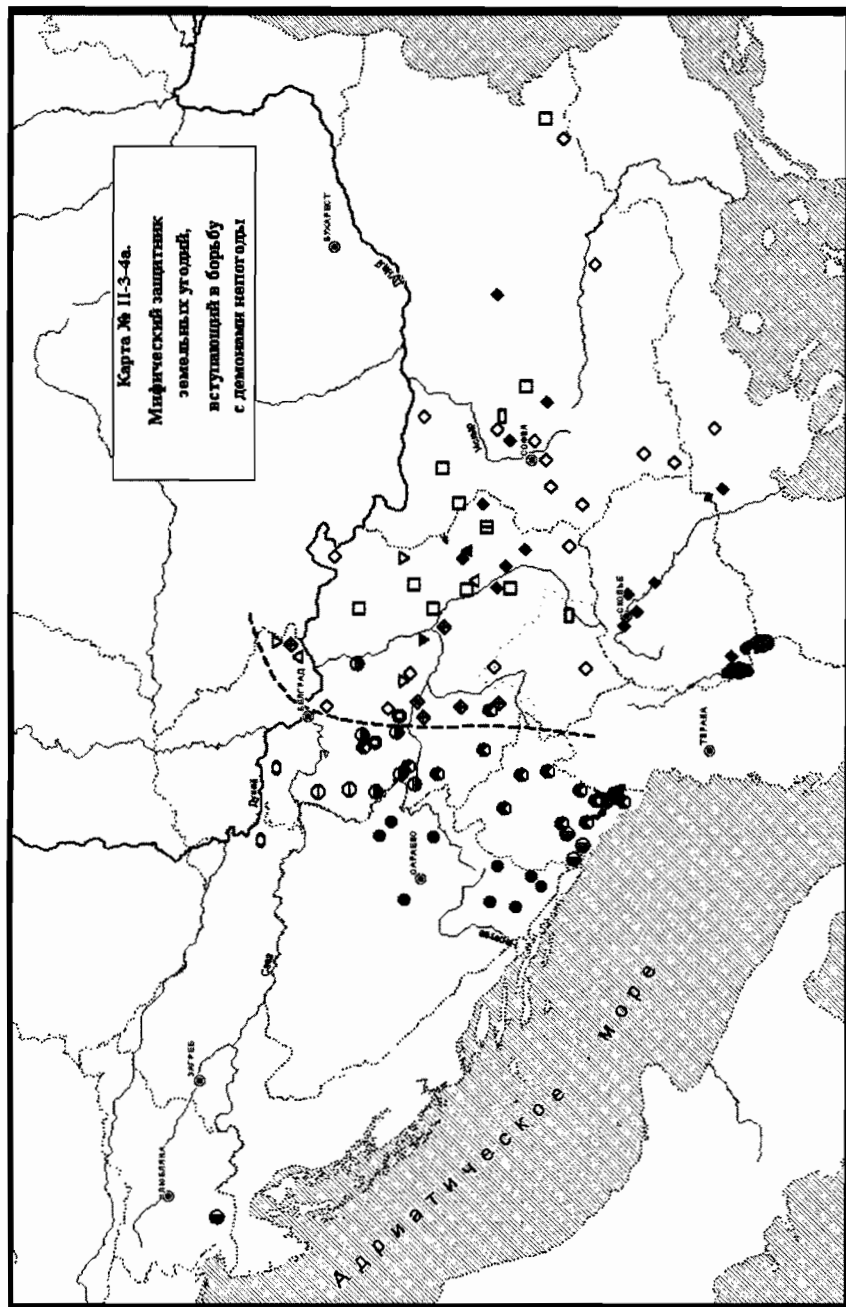 Карта № II-3-4а.
Мифический защитник
земельных угодий,
вступающий в борьбу
с демонами непогоды
ЛЮБЛЯНА
ЗАГРЕБ
Сава
Дунай
БЕЛГРАД
БУХАРЕСТ
Дунай
САРАЕВО
СОФИЯ
СКОПЬЕ
ТИРАНА
Адриатическое Море